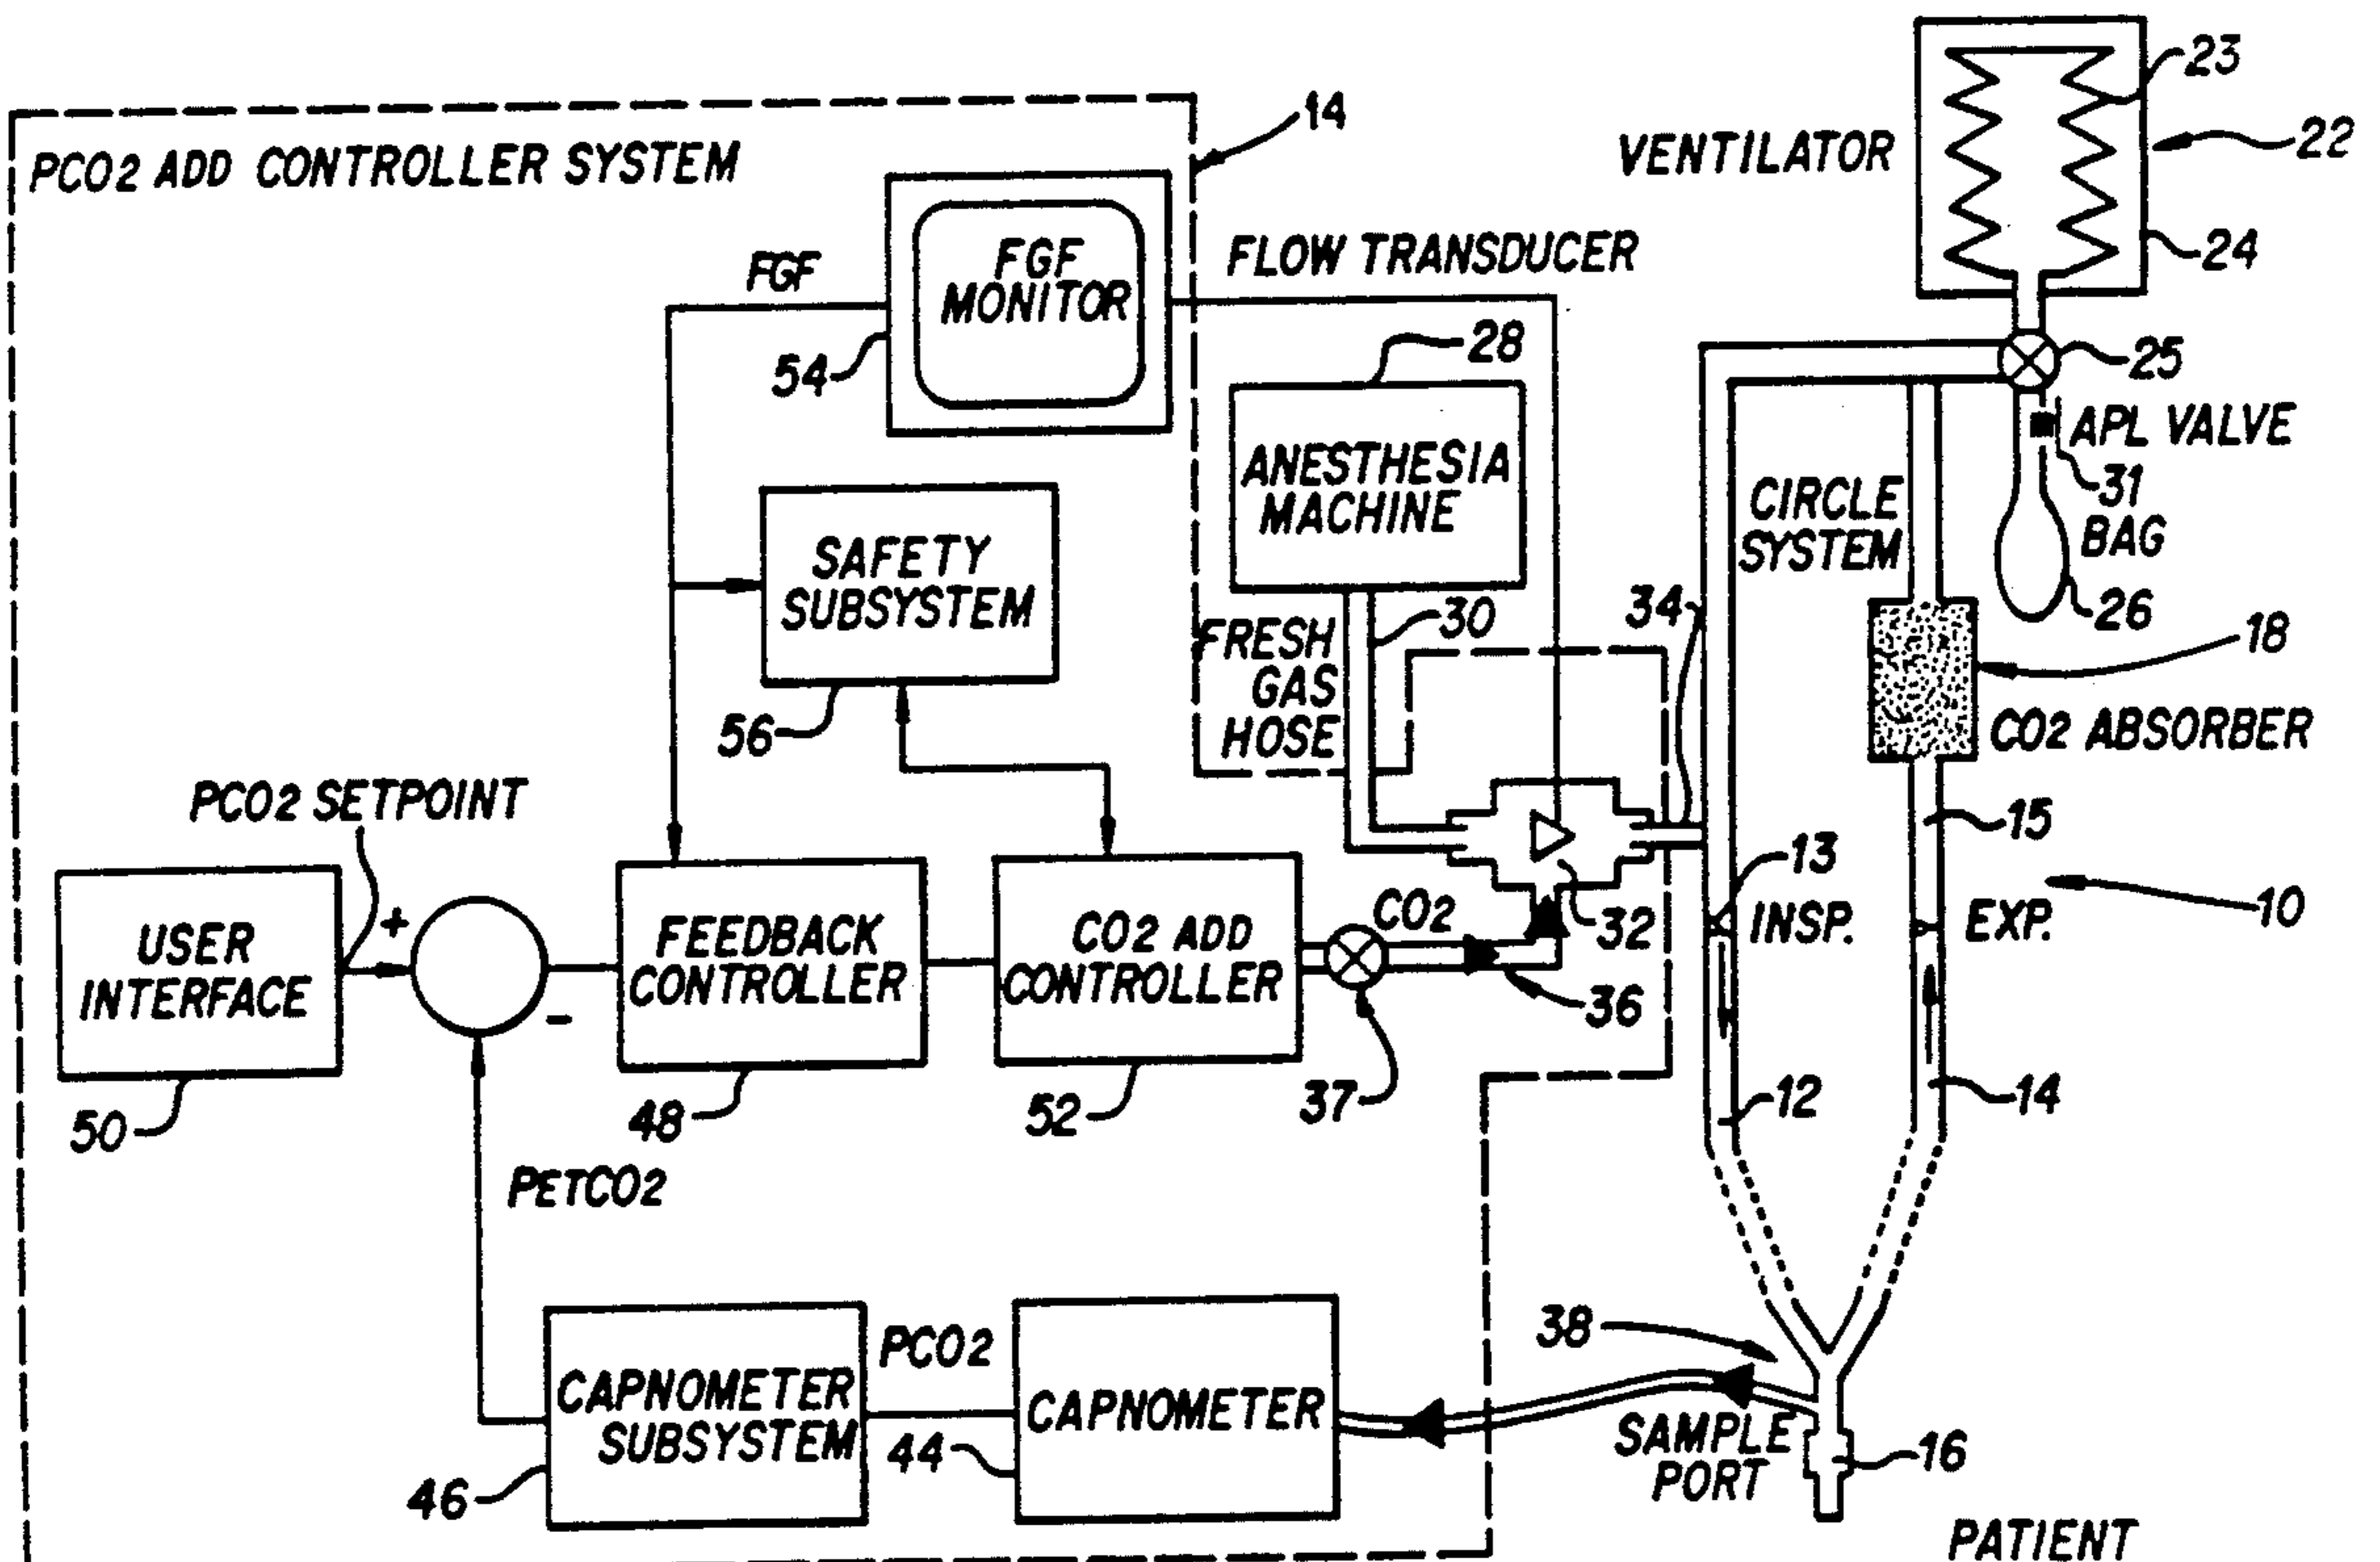 23
14
PCO2 ADD CONTROLLER SYSTEM
VENTILATOR
22
FGF
FGF
MONITOR
FLOW TRANSDUCER
24
54
28
25
ANESTHESIA
MACHINE
APL VALVE
31
CIRCLE
SYSTEM
BAG
26
SAFETY
SUBSYSTEM
56
FRESH
GAS
HOSE
30
34
18
CO2 ABSORBER
PCO2 SETPOINT
15
13
USER
INTERFACE
50
+
-
FEEDBACK
CONTROLLER
48
CO2 ADD
CONTROLLER
52
CO2
32
36
37
INSP.
EXP.
10
12
14
PETCO2
38
CAPNOMETER
SUBSYSTEM
46
PCO2
CAPNOMETER
44
SAMPLE
PORT
16
PATIENT